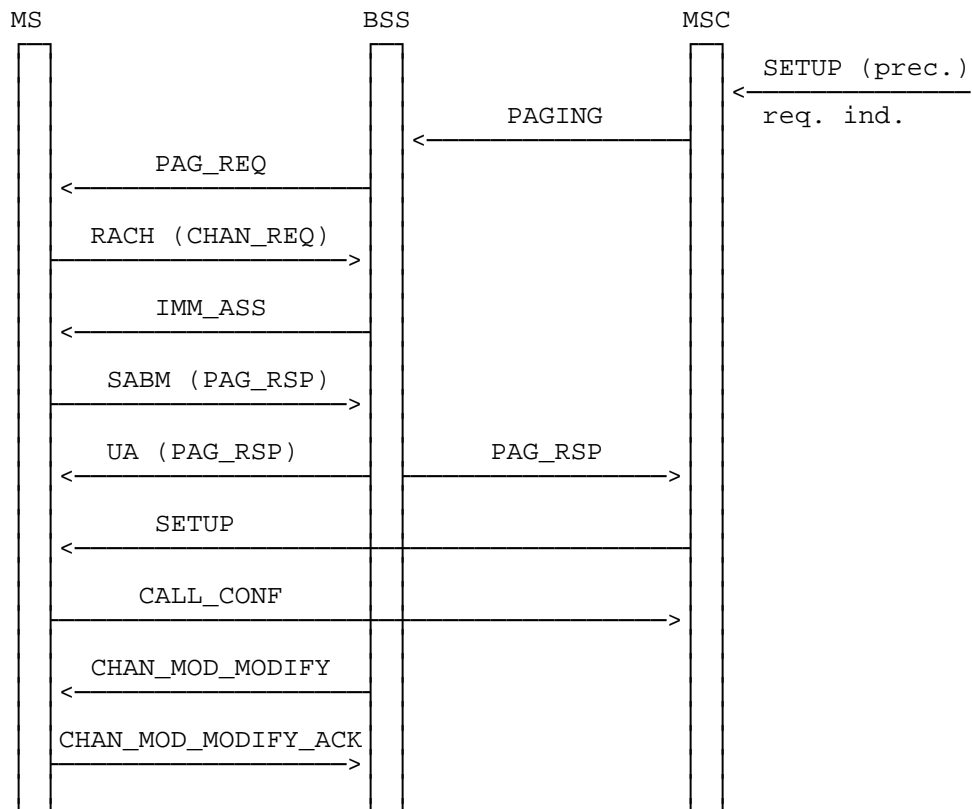 MS BSS MSC
SETUP (prec.)
PAGING req. ind.
PAG_REQ
RACH (CHAN_REQ)
IMM_ASS
SABM (PAG_RSP)
UA (PAG_RSP) PAG_RSP
SETUP
CALL_CONF
CHAN_MOD_MODIFY
CHAN_MOD_MODIFY_ACK